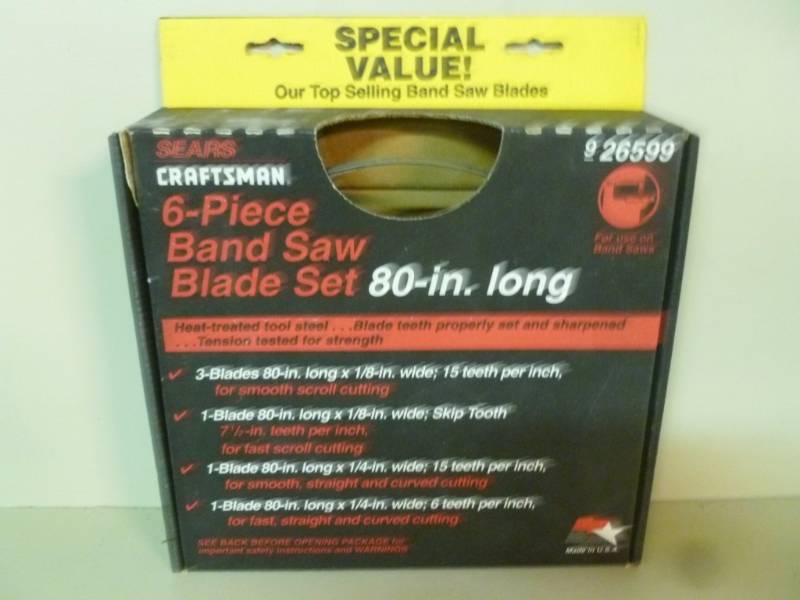 SPECIAL
VALUE!
Our Top Selling Band Saw Blades
SEARS
9 26599
CRAFTSMAN
6-Piece
Band Saw
Blade Set 80-in. long
For use on
Band Saws
Heat-treated tool steel ...Blade teeth properly set and sharpened
...Tension tested for strength
✓ 3-Blades 80-in. long x 1/8-in. wide; 15 teeth per inch,
for smooth scroll cutting
✓ 1-Blade 80-in. long x 1/8-in. wide; Skip Tooth
7 1/2-in. teeth per inch,
for fast scroll cutting
✓ 1-Blade 80-in. long x 1/4-in. wide; 15 teeth per inch,
for smooth, straight and curved cutting
✓ 1-Blade 80-in. long x 1/4-in. wide; 6 teeth per inch,
for fast, straight and curved cutting
SEE BACK BEFORE OPENING PACKAGE for
important safety instructions and WARNINGS
Made in U.S.A.